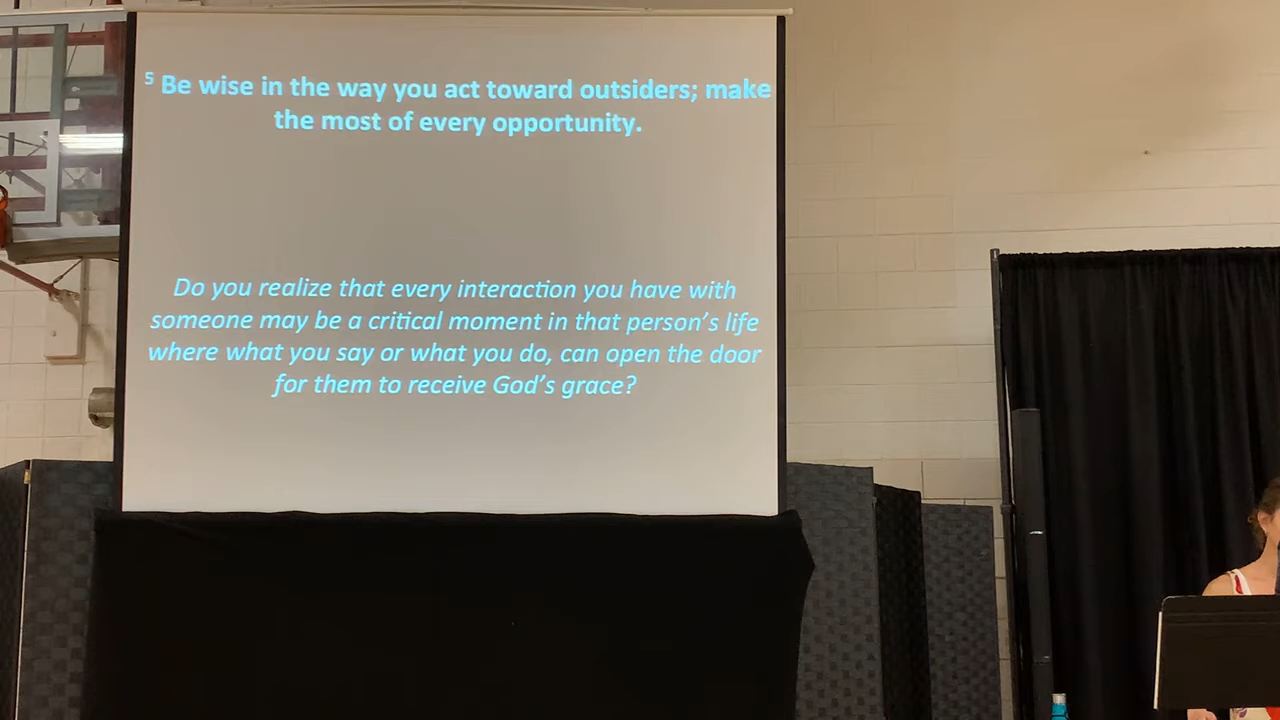 5 Be wise in the way you act toward outsiders; make
the most of every opportunity.
Do you realize that every interaction you have with
someone may be a critical moment in that person's life
where what you say or what you do, can open the door
for them to receive God's grace?